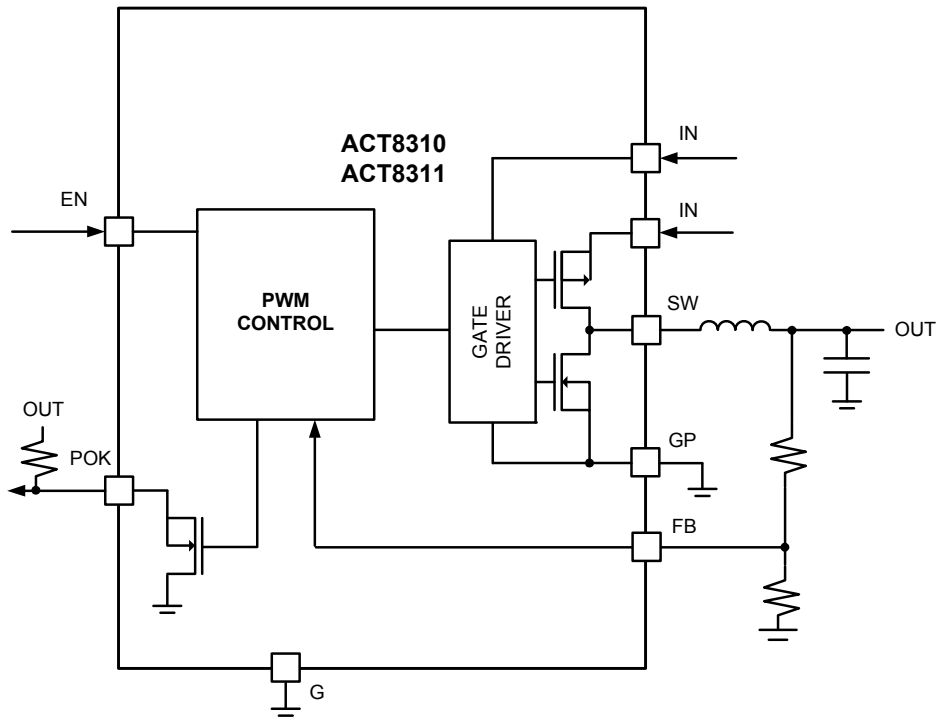 ACT8310
ACT8311
IN
EN
IN
PWM
CONTROL
GATE
DRIVER
SW
OUT
OUT
POK
GP
FB
G